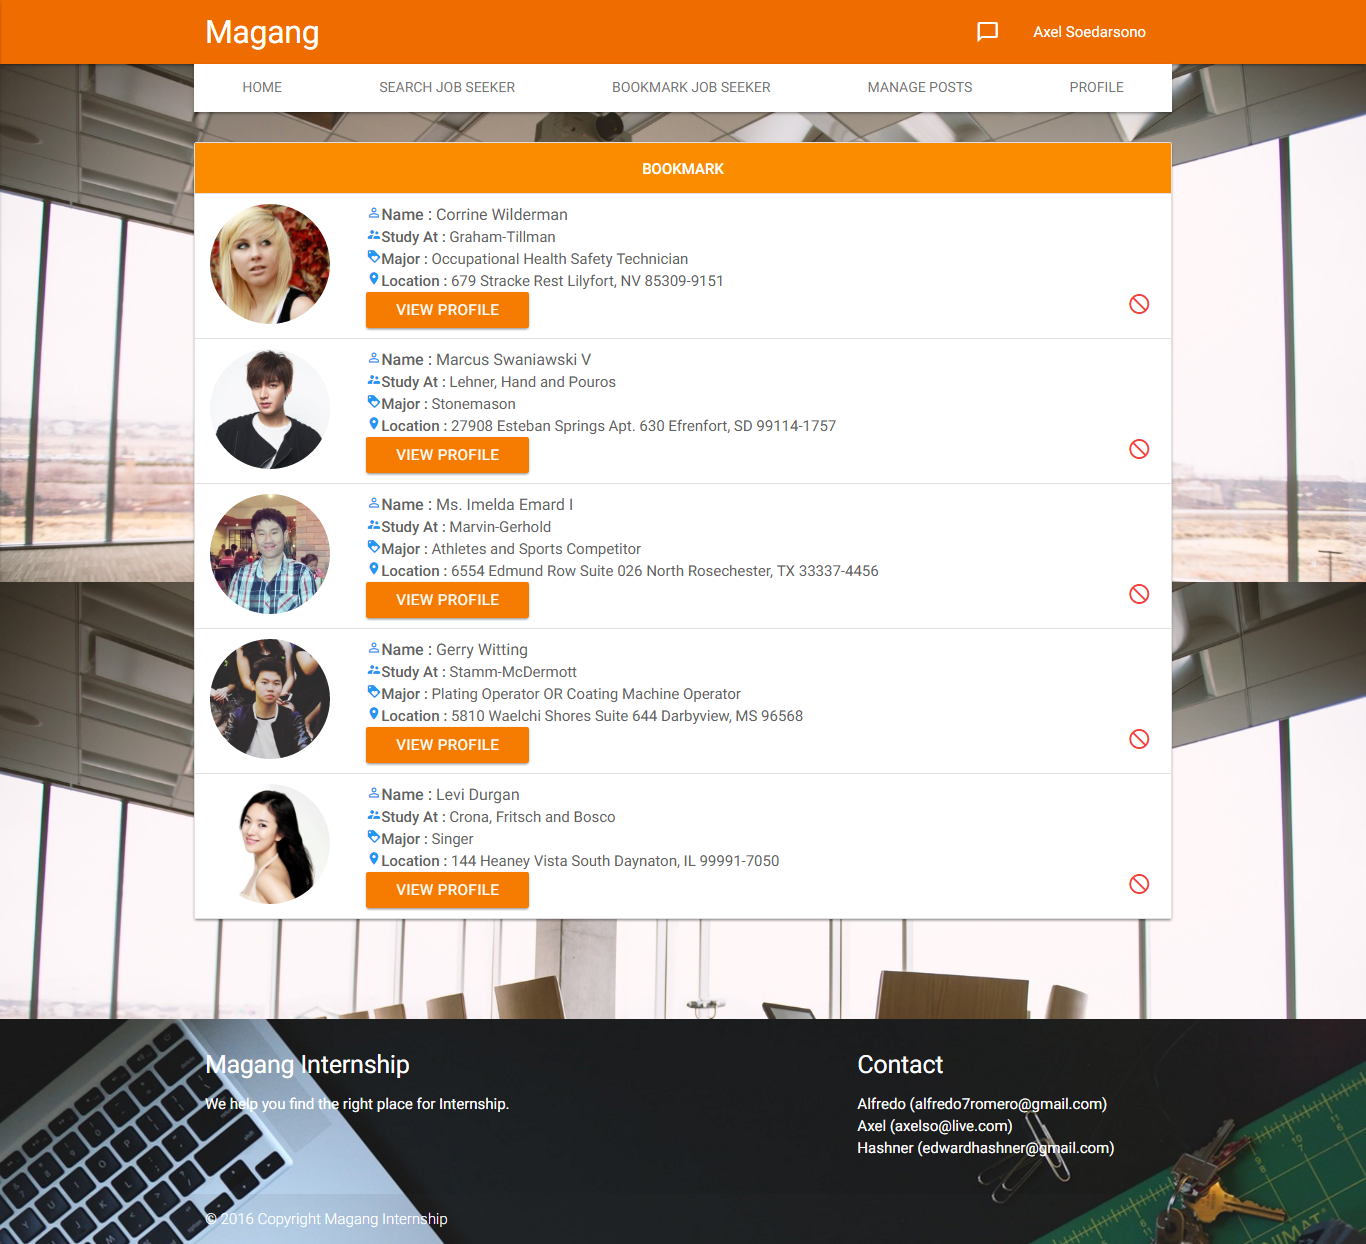 Magang
Axel Soedarsono
HOME SEARCH JOB SEEKER BOOKMARK JOB SEEKER MANAGE POSTS PROFILE
BOOKMARK
Name : Corrine Wilderman
Study At : Graham-Tillman
Major : Occupational Health Safety Technician
Location : 679 Stracke Rest Lilyfort, NV 85309-9151
VIEW PROFILE
Name : Marcus Swaniawski V
Study At : Lehner, Hand and Pouros
Major : Stonemason
Location : 27908 Esteban Springs Apt. 630 Efrenfort, SD 99114-1757
VIEW PROFILE
Name : Ms. Imelda Emard I
Study At : Marvin-Gerhold
Major : Athletes and Sports Competitor
Location : 6554 Edmund Row Suite 026 North Rosechester, TX 33337-4456
VIEW PROFILE
Name : Gerry Witting
Study At : Stamm-McDermott
Major : Plating Operator OR Coating Machine Operator
Location : 5810 Waelchi Shores Suite 644 Darbyview, MS 96568
VIEW PROFILE
Name : Levi Durgan
Study At : Crona, Fritsch and Bosco
Major : Singer
Location : 144 Heaney Vista South Daynaton, IL 99991-7050
VIEW PROFILE
Magang Internship
We help you find the right place for Internship.
Contact
Alfredo (alfredo7romero@gmail.com)
Axel (axelso@live.com)
Hashner (edwardhashner@gmail.com)
© 2016 Copyright Magang Internship